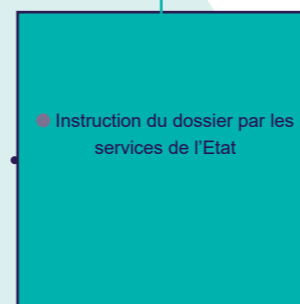 Instruction du dossier par les
services de l’Etat